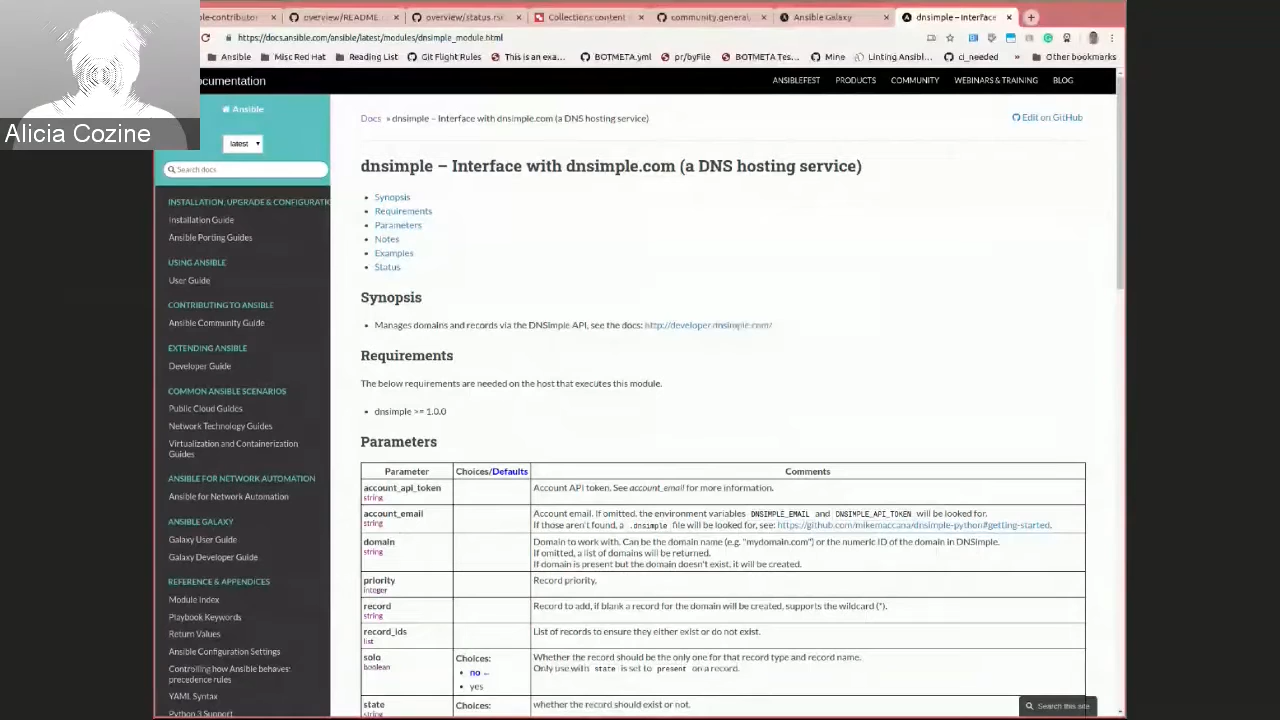 ble-contributor
overview/README
overview/status.rs
Collections content
community.general,
Ansible Galaxy
dnsimple – Interface
https://docs.ansible.com/ansible/latest/modules/dnsimple_module.html
Ansible
Misc Red Hat
Reading List
Git Flight Rules
This is an exa...
BOTMETA.yml
pr/byFile
BOTMETA Tes...
Mine
Linting Ansibl...
ci_needed
»
Other bookmarks
Alicia Cozine
ocumentation
ANSIBLEFEST
PRODUCTS
COMMUNITY
WEBINARS & TRAINING
BLOG
Ansible
latest
Search docs
INSTALLATION, UPGRADE & CONFIGURATI
Installation Guide
Ansible Porting Guides
USING ANSIBLE
User Guide
CONTRIBUTING TO ANSIBLE
Ansible Community Guide
EXTENDING ANSIBLE
Developer Guide
COMMON ANSIBLE SCENARIOS
Public Cloud Guides
Network Technology Guides
Virtualization and Containerization
Guides
ANSIBLE FOR NETWORK AUTOMATION
Ansible for Network Automation
ANSIBLE GALAXY
Galaxy User Guide
Galaxy Developer Guide
REFERENCE & APPENDICES
Module Index
Playbook Keywords
Return Values
Ansible Configuration Settings
Controlling how Ansible behaves:
precedence rules
YAML Syntax
Python 3 Support
Docs » dnsimple – Interface with dnsimple.com (a DNS hosting service)
Edit on GitHub
dnsimple – Interface with dnsimple.com (a DNS hosting service)
Synopsis
Requirements
Parameters
Notes
Examples
Status
Synopsis
Manages domains and records via the DNSimple API, see the docs: http://developer.dnsimple.com/
Requirements
The below requirements are needed on the host that executes this module.
dnsimple >= 1.0.0
Parameters
Parameter
Choices/Defaults
Comments
account_api_token
string
Account API token. See account_email for more information.
account_email
string
Account email. If omitted, the environment variables DNSIMPLE_EMAIL and DNSIMPLE_API_TOKEN will be looked for.
If those aren't found, a .dnsimple file will be looked for, see: https://github.com/mikemaccana/dnsimple-python#getting-started.
domain
string
Domain to work with. Can be the domain name (e.g. "mydomain.com") or the numeric ID of the domain in DNSimple.
If omitted, a list of domains will be returned.
If domain is present but the domain doesn't exist, it will be created.
priority
integer
Record priority.
record
string
Record to add, if blank a record for the domain will be created, supports the wildcard (*).
record_ids
list
List of records to ensure they either exist or do not exist.
solo
boolean
Choices:
no ←
yes
Whether the record should be the only one for that record type and record name.
Only use with state is set to present on a record.
state
string
Choices:
whether the record should exist or not.
Search this site